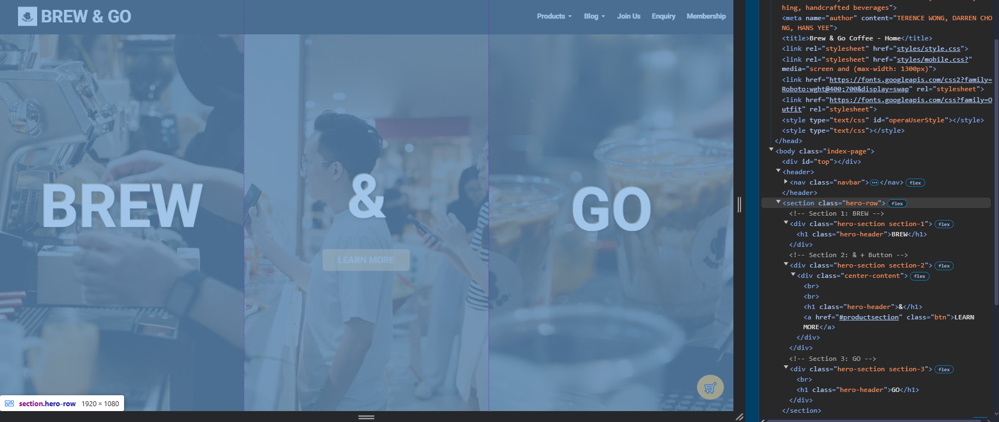 BREW & GO
Products
Blog
Join Us
Enquiry
Membership
BREW
&
GO
LEARN MORE
section.hero-row 1920 × 1080
hing, handcrafted beverages">
<meta name="author" content="TERENCE WONG, DARREN CHO
NG, HANS YEE">
<title>Brew & Go Coffee - Home</title>
<link rel="stylesheet" href="styles/style.css">
<link rel="stylesheet" href="styles/mobile.css?"
media="screen and (max-width: 1300px)">
<link href="https://fonts.googleapis.com/css2?family=
Roboto:wght@400;700&display=swap" rel="stylesheet">
<link href="https://fonts.googleapis.com/css?family=O
utfit" rel="stylesheet">
<style type="text/css" id="operaUserStyle"></style>
<style type="text/css"></style>
</head>
<body class="index-page">
<div id="top"></div>
<header>
<nav class="navbar">⋯</nav> flex
</header>
<section class="hero-row"> flex
<!-- Section 1: BREW -->
<div class="hero-section section-1"> flex
<h1 class="hero-header">BREW</h1>
</div>
<!-- Section 2: & + Button -->
<div class="hero-section section-2"> flex
<div class="center-content"> flex
<br>
<br>
<h1 class="hero-header">&</h1>
<a href="#productsection" class="btn">LEARN
MORE</a>
</div>
</div>
<!-- Section 3: GO -->
<div class="hero-section section-3"> flex
<br>
<h1 class="hero-header">GO</h1>
</div>
</section>